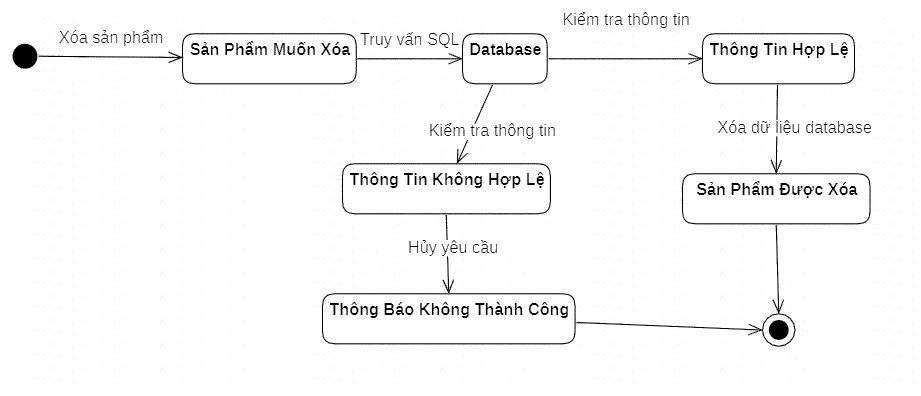 Kiểm tra thông tin
Xóa sản phẩm
Truy vấn SQL
Sản Phẩm Muốn Xóa
Database
Thông Tin Hợp Lệ
Kiểm tra thông tin
Xóa dữ liệu database
Thông Tin Không Hợp Lệ
Sản Phẩm Được Xóa
Hủy yêu cầu
Thông Báo Không Thành Công